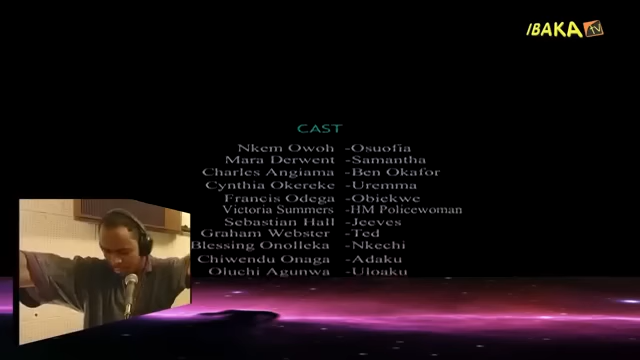 IBAKA TV
CAST
Nkem Owoh -Osuofia
Mara Derwent -Samantha
Charles Angiama -Ben Okafor
Cynthia Okereke -Uremma
Francis Odega -Obiekwe
Victoria Summers -HM Policewoman
Sebastian Hall -Jeeves
Graham Webster -Ted
Blessing Onolleka -Nkechi
Chiwendu Onaga -Adaku
Oluchi Agunwa -Uloaku